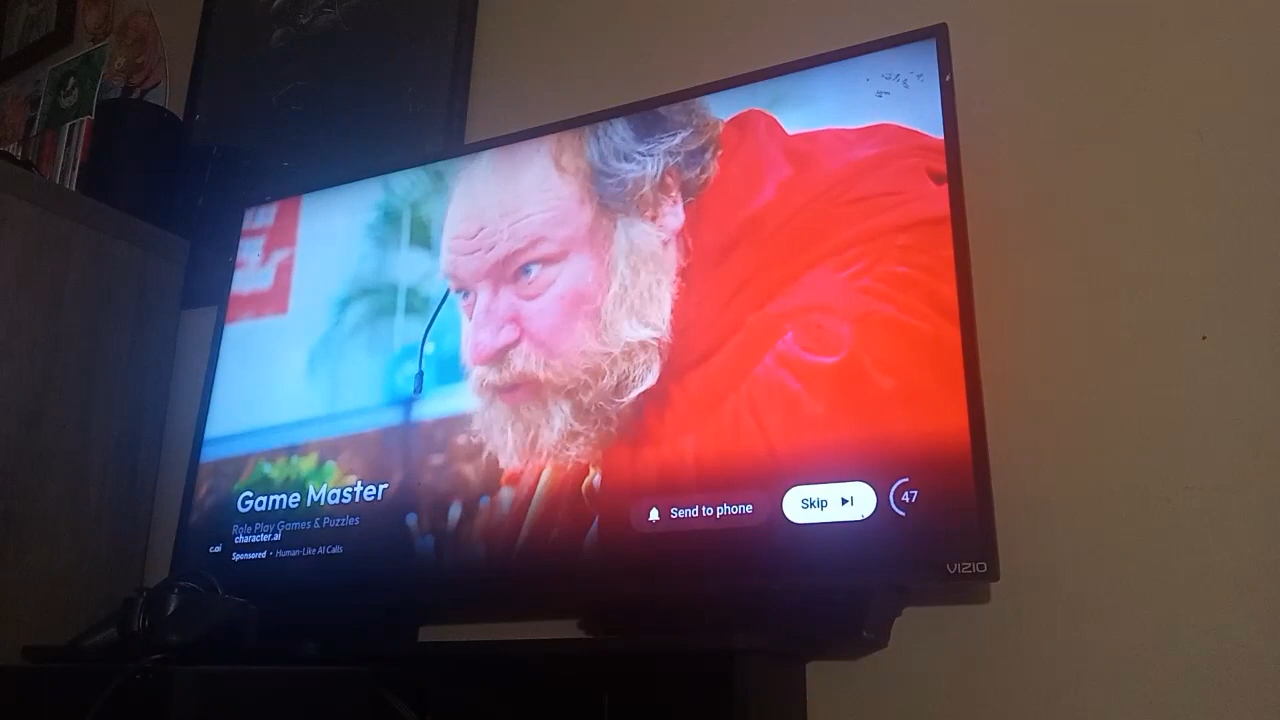 Game Master
Role Play Games & Puzzles
character.ai
c.ai
Sponsored • Human-Like AI Calls
Send to phone
Skip
47
VIZIO